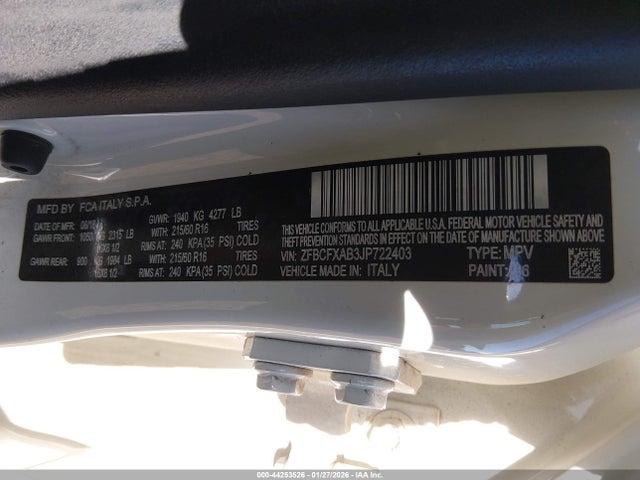 MFD BY FCA ITALY S.P.A.
DATE OF MFR GVWR: 1940 KG 4277 LB
GAWR FRONT: KG 2315 LB 215/60 R16 TIRES
RIMS AT: 240 KPA(35 PSI) COLD
GAWR REAR: 900 KG 1984 LB WITH: 215/60 R16 TIRES
RIMS AT: 240 KPA(35 PSI) COLD
THIS VEHICLE CONFORMS TO ALL APPLICABLE U.S.A. FEDERAL MOTOR VEHICLE SAFETY AND
THEFT PREVENTION STANDARDS IN EFFECT ON THE DATE OF MANUFACTURE SHOWN ABOVE
VIN: ZFBCFXAB3JP722403 TYPE: MPV
VEHICLE MADE IN: ITALY PAINT:
000-44253526 - 01/27/2026 - IAAI.com